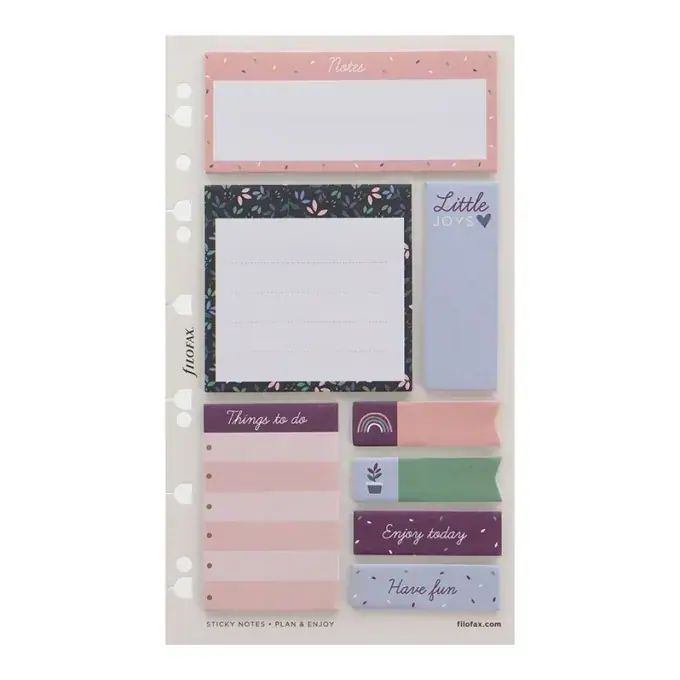 Notes
Little
JOYS
fILOFAX
Things to do
Enjoy today
Have fun
STICKY NOTES • PLAN & ENJOY
filofax.com